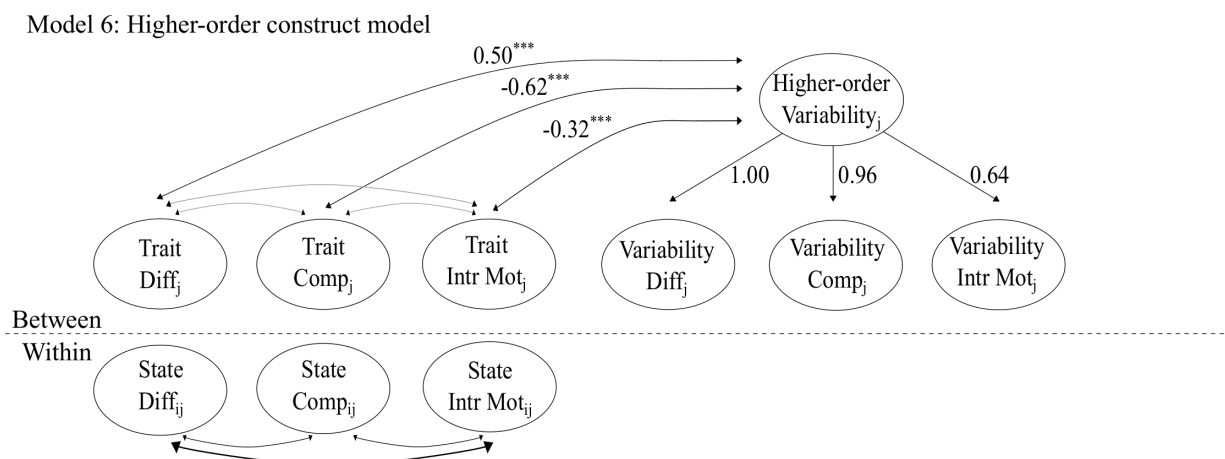 Model 6: Higher-order construct model
0.50***
-0.62***
-0.32***
Higher-order
Variabilityj
1.00
0.96
0.64
Trait
Diffj
Trait
Compj
Trait
Intr Motj
Variability
Diffj
Variability
Compj
Variability
Intr Motj
Between
Within
State
Diffij
State
Compij
State
Intr Motij